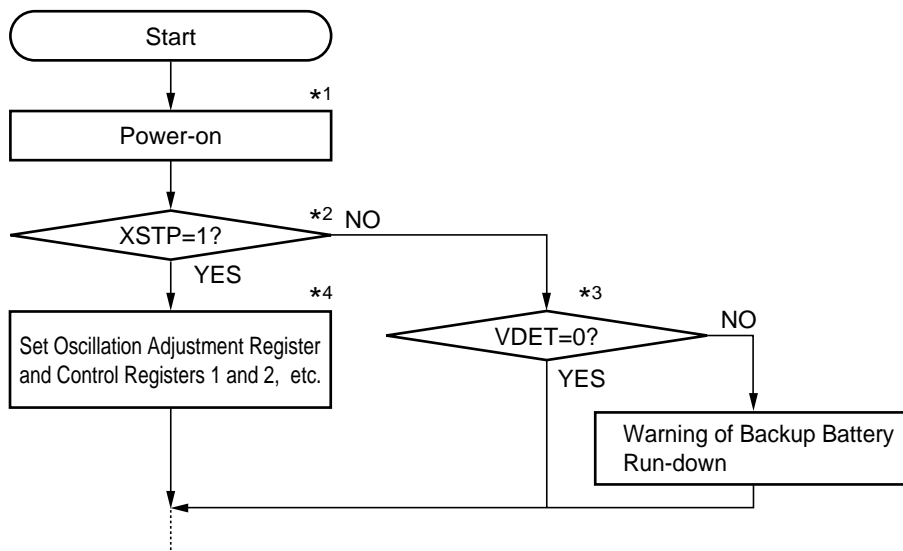 Start
*1
Power-on
*2
NO
XSTP=1?
YES
*4
*3
NO
Set Oscillation Adjustment Register
and Control Registers 1 and 2, etc.
VDET=0?
YES
Warning of Backup Battery
Run-down